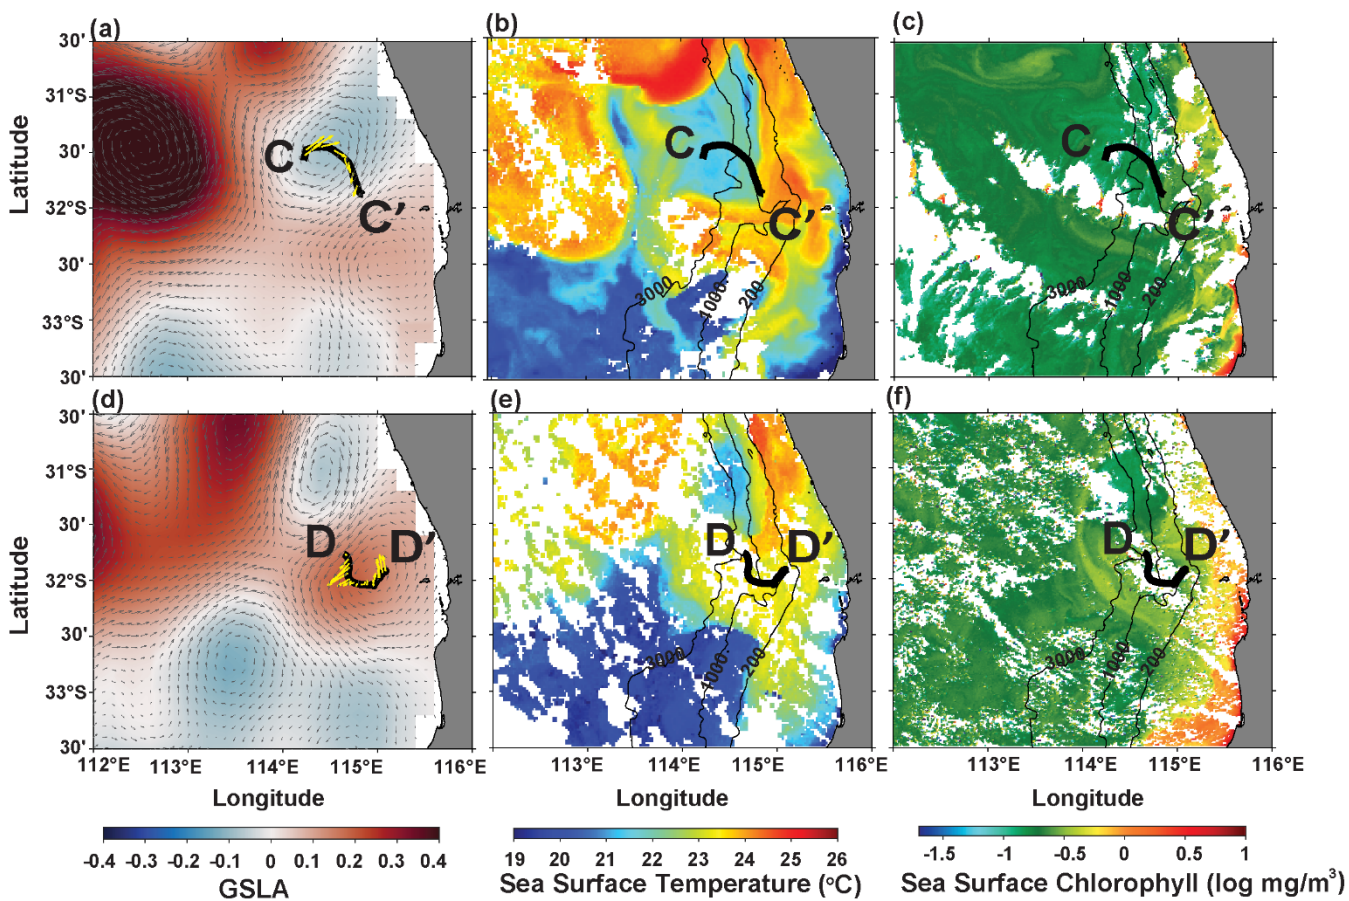 (a)
(b)
(c)
30'
31°S
30'
32°S
30'
33°S
30'
Latitude
C
C'
C
C'
3000
1000
200
C
C'
3000
1000
200
(d)
(e)
(f)
30'
31°S
30'
32°S
30'
33°S
30'
Latitude
D
D'
D
D'
3000
1000
200
D
D'
3000
1000
200
112°E 113°E 114°E 115°E 116°E
113°E 114°E 115°E 116°E
113°E 114°E 115°E 116°E
Longitude
Longitude
Longitude
-0.4 -0.3 -0.2 -0.1 0 0.1 0.2 0.3 0.4
GSLA
19 20 21 22 23 24 25 26
Sea Surface Temperature (°C)
-1.5 -1 -0.5 0 0.5 1
Sea Surface Chlorophyll (log mg/m³)